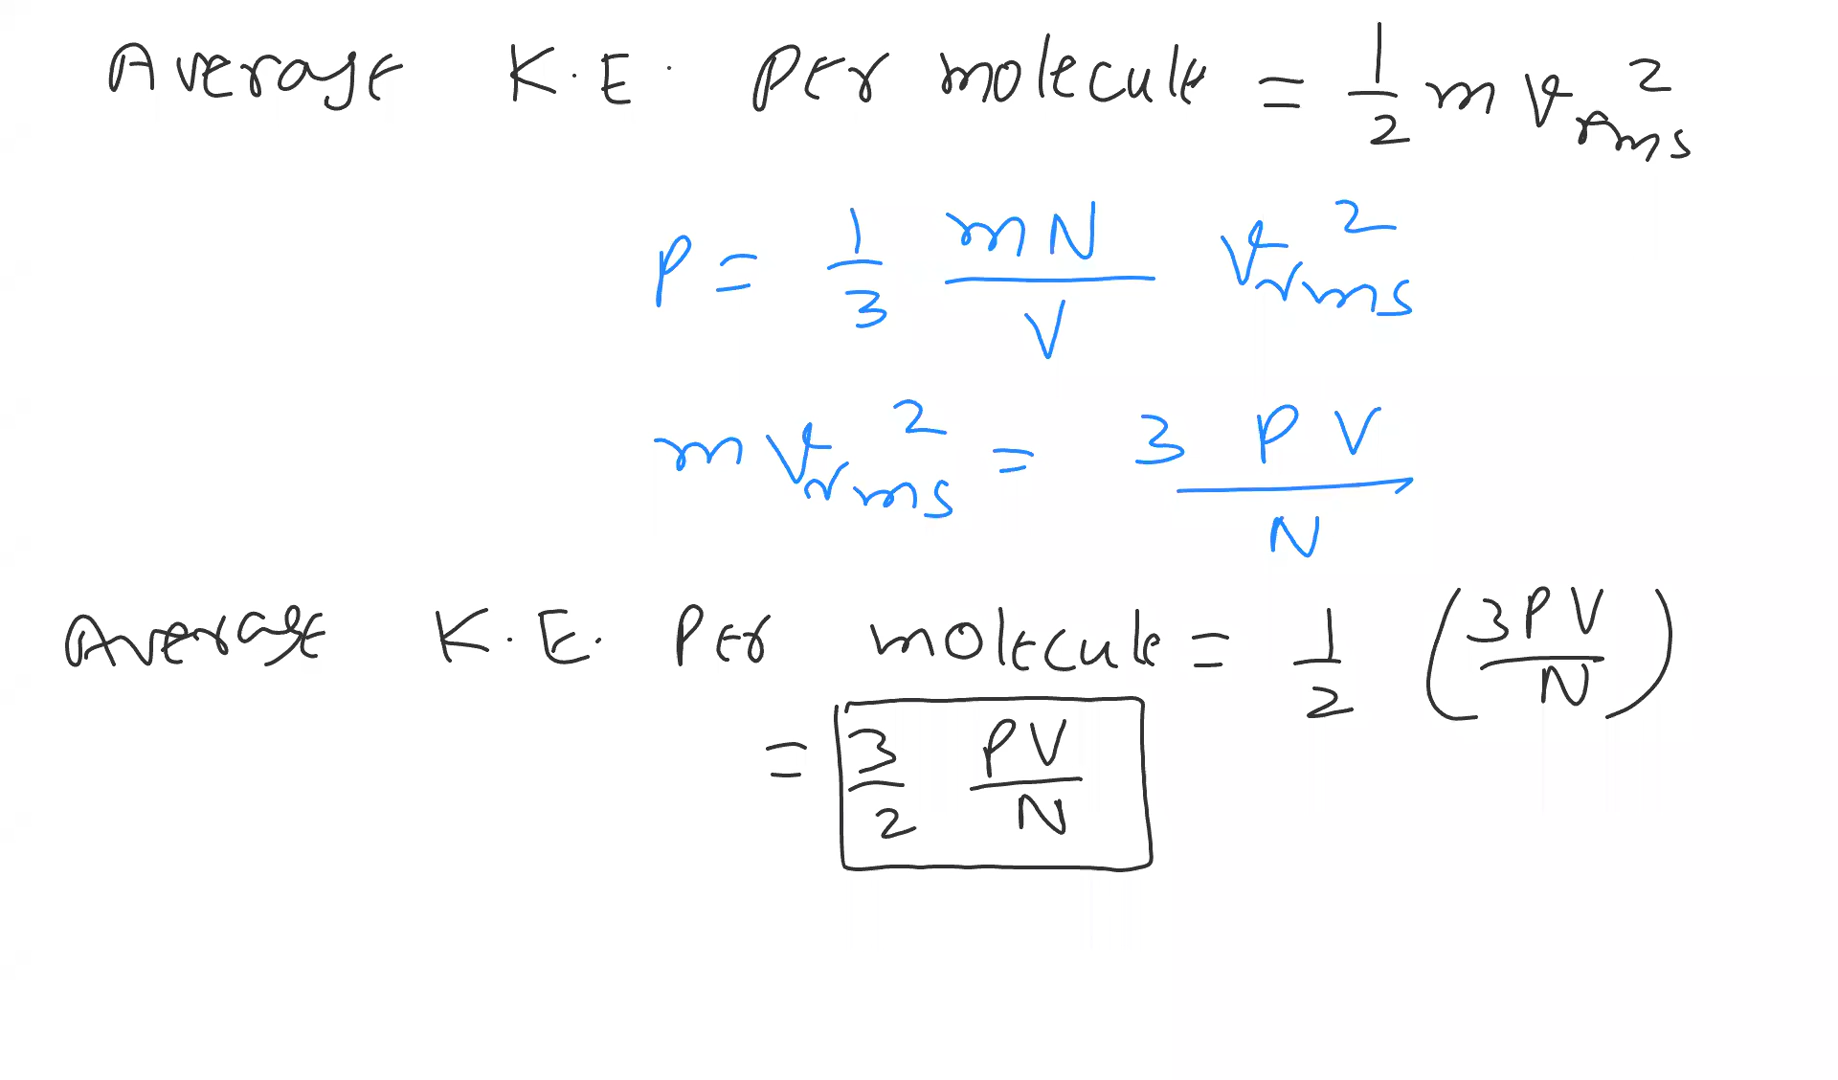 Average K.E. per molecule = 1/2 m v_rms^2
P = 1/3 mN/V v_rms^2
m v_rms^2 = 3 PV/N
Average K.E. per molecule = 1/2 (3PV/N)
= 3/2 PV/N